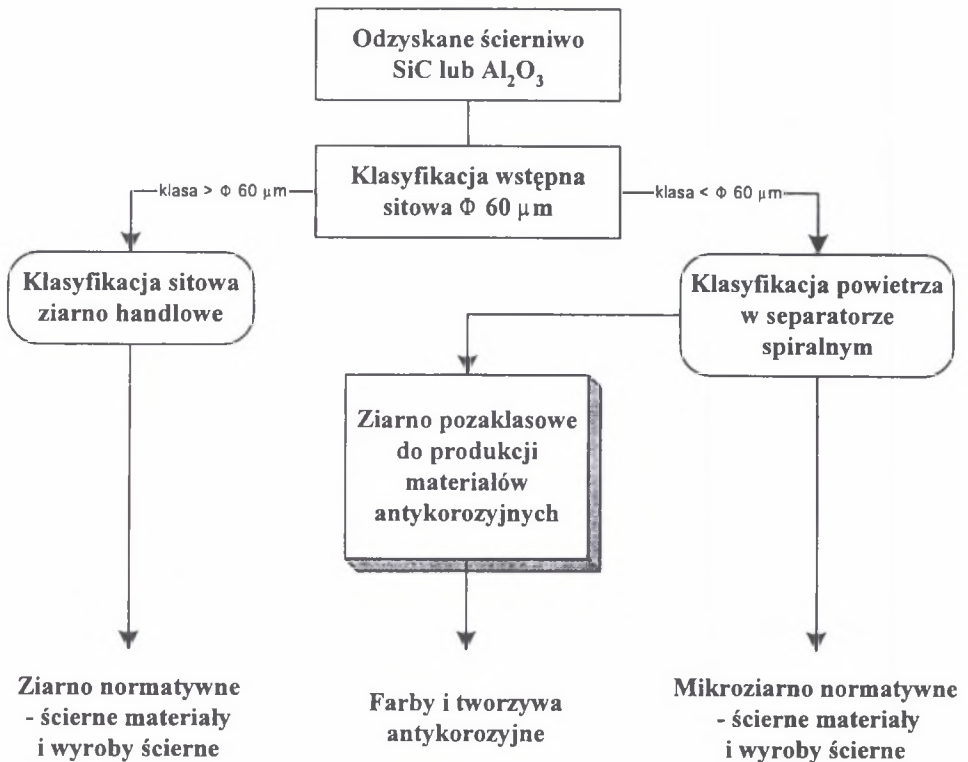 Odzyskane ścierniwo
SiC lub Al₂O₃
Klasyfikacja wstępna
sitowa Φ 60 μm
klasa > Φ 60 μm
klasa < Φ 60 μm
Klasyfikacja sitowa
ziarno handlowe
Klasyfikacja powietrza
w separatorze
spiralnym
Ziarno pozaklasowe
do produkcji
materiałów
antykorozyjnych
Ziarno normatywne
- ścierne materiały
i wyroby ścierne
Farby i tworzywa
antykorozyjne
Mikroziarno normatywne
- ścierne materiały
i wyroby ścierne